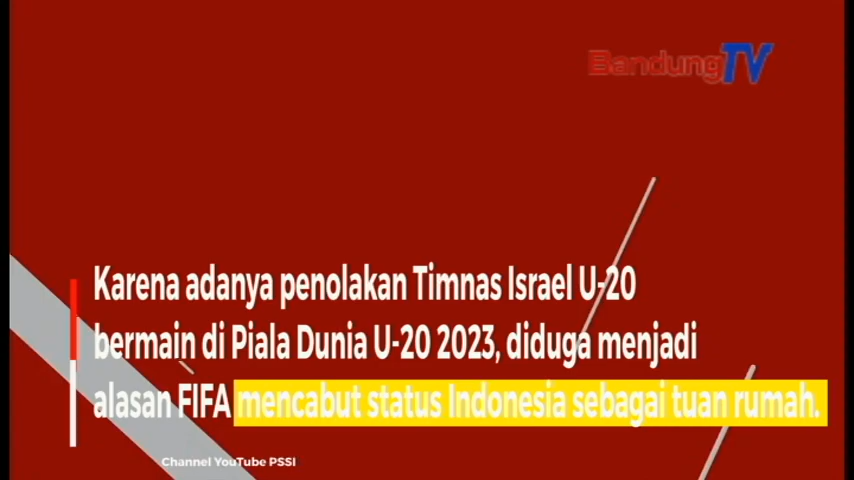 BandungTV
Karena adanya penolakan Timnas Israel U-20
bermain di Piala Dunia U-20 2023, diduga menjadi
alasan FIFA mencabut status Indonesia sebagai tuan rumah.
Channel YouTube PSSI